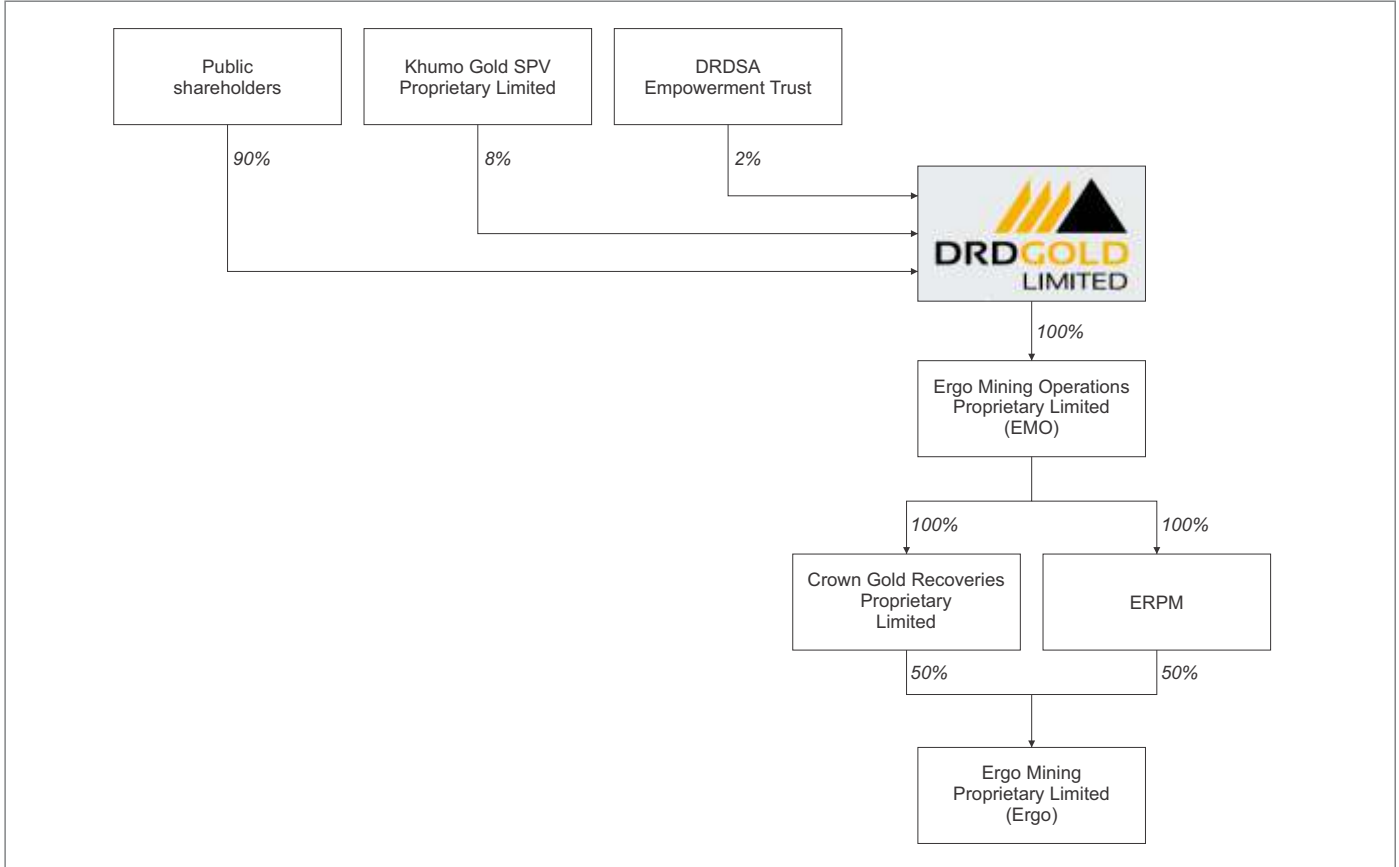 Public
shareholders
Khumo Gold SPV
Proprietary Limited
DRDSA
Empowerment Trust
90%
8%
2%
DRDGOLD
LIMITED
100%
Ergo Mining Operations
Proprietary Limited
(EMO)
100%
100%
Crown Gold Recoveries
Proprietary
Limited
ERPM
50%
50%
Ergo Mining
Proprietary Limited
(Ergo)